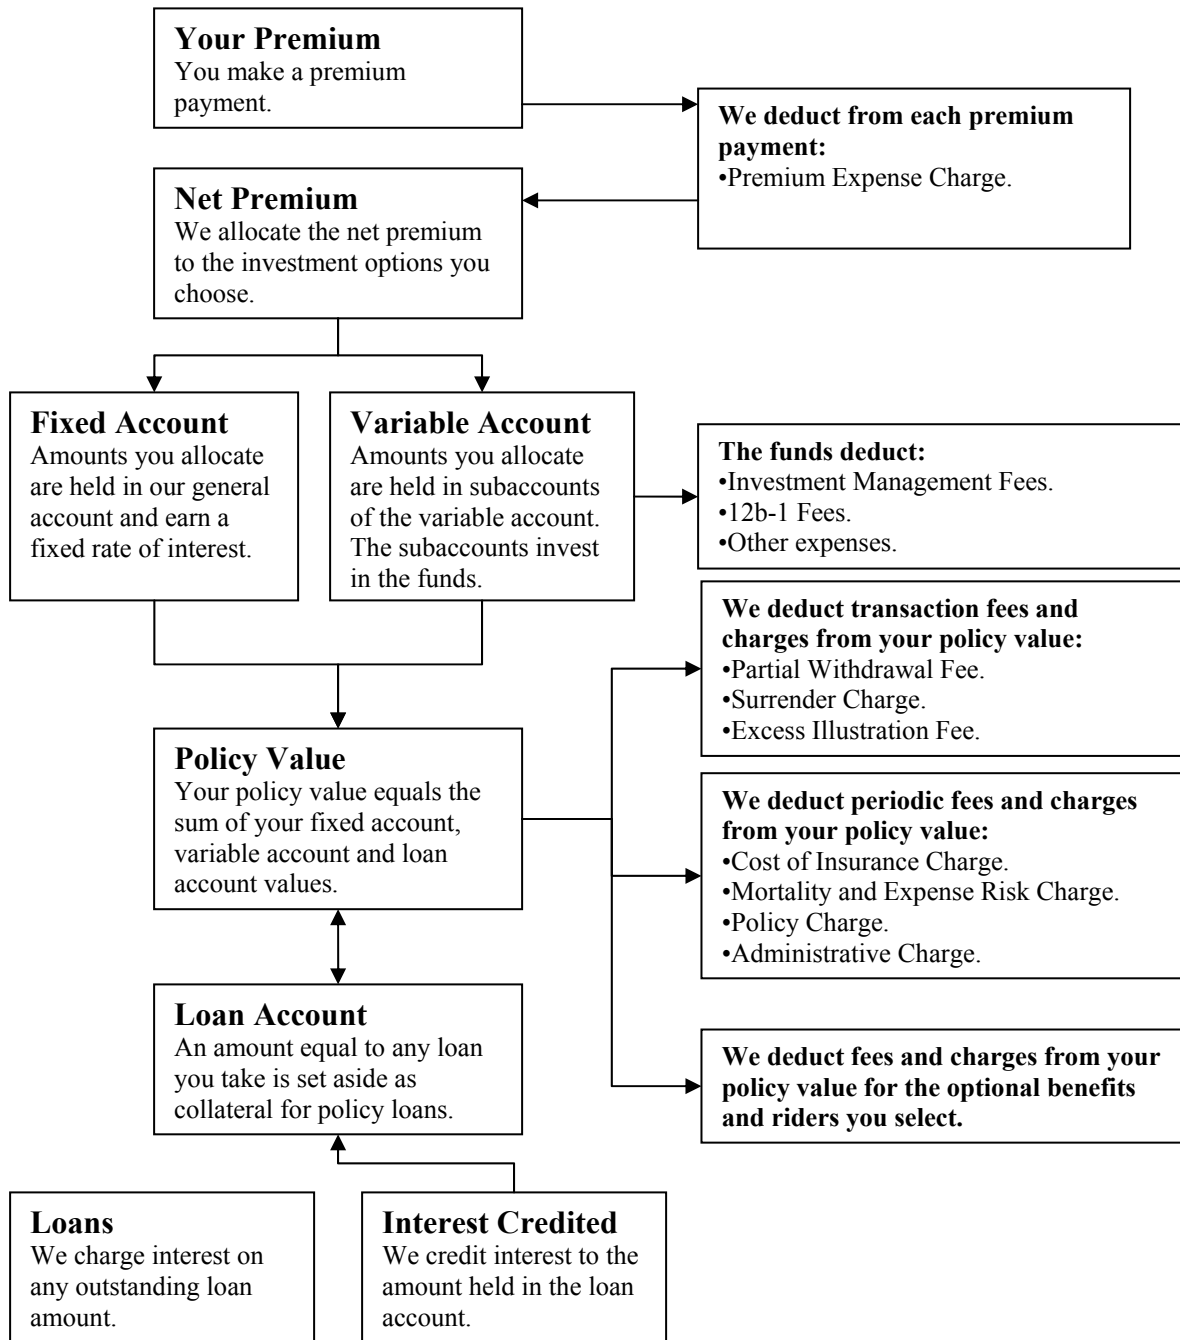 Your Premium
You make a premium
payment.
We deduct from each premium
payment:
•Premium Expense Charge.
Net Premium
We allocate the net premium
to the investment options you
choose.
Fixed Account
Amounts you allocate
are held in our general
account and earn a
fixed rate of interest.
Variable Account
Amounts you allocate
are held in subaccounts
of the variable account.
The subaccounts invest
in the funds.
The funds deduct:
•Investment Management Fees.
•12b-1 Fees.
•Other expenses.
We deduct transaction fees and
charges from your policy value:
•Partial Withdrawal Fee.
•Surrender Charge.
•Excess Illustration Fee.
Policy Value
Your policy value equals the
sum of your fixed account,
variable account and loan
account values.
We deduct periodic fees and charges
from your policy value:
•Cost of Insurance Charge.
•Mortality and Expense Risk Charge.
•Policy Charge.
•Administrative Charge.
Loan Account
An amount equal to any loan
you take is set aside as
collateral for policy loans.
We deduct fees and charges from your
policy value for the optional benefits
and riders you select.
Loans
We charge interest on
any outstanding loan
amount.
Interest Credited
We credit interest to the
amount held in the loan
account.